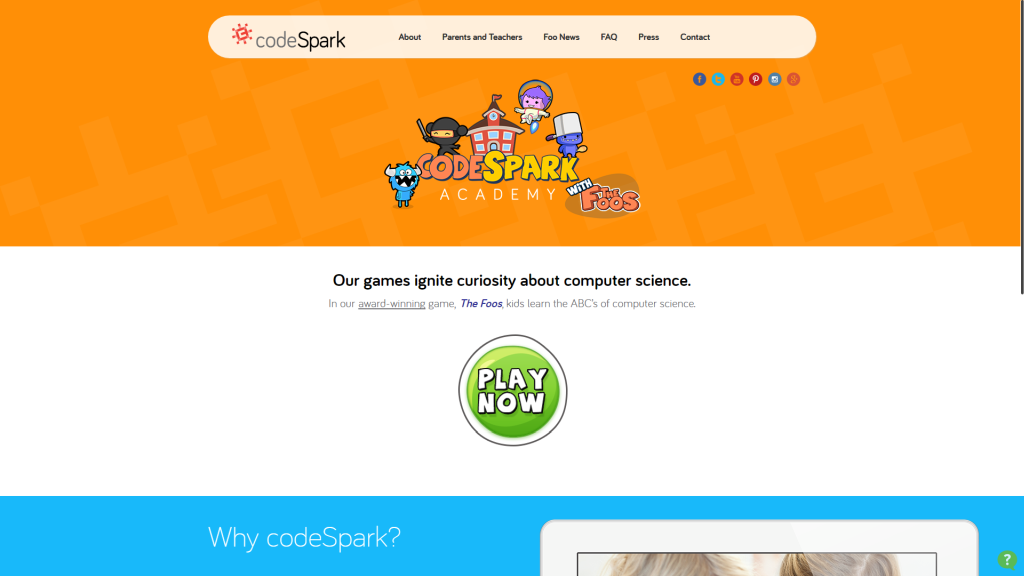 codeSpark
About Parents and Teachers Foo News FAQ Press Contact
CODESPARK
ACADEMY
WITH
THE
FOOS
Our games ignite curiosity about computer science.
In our award-winning game, The Foos, kids learn the ABC's of computer science.
PLAY
NOW
Why codeSpark?
?